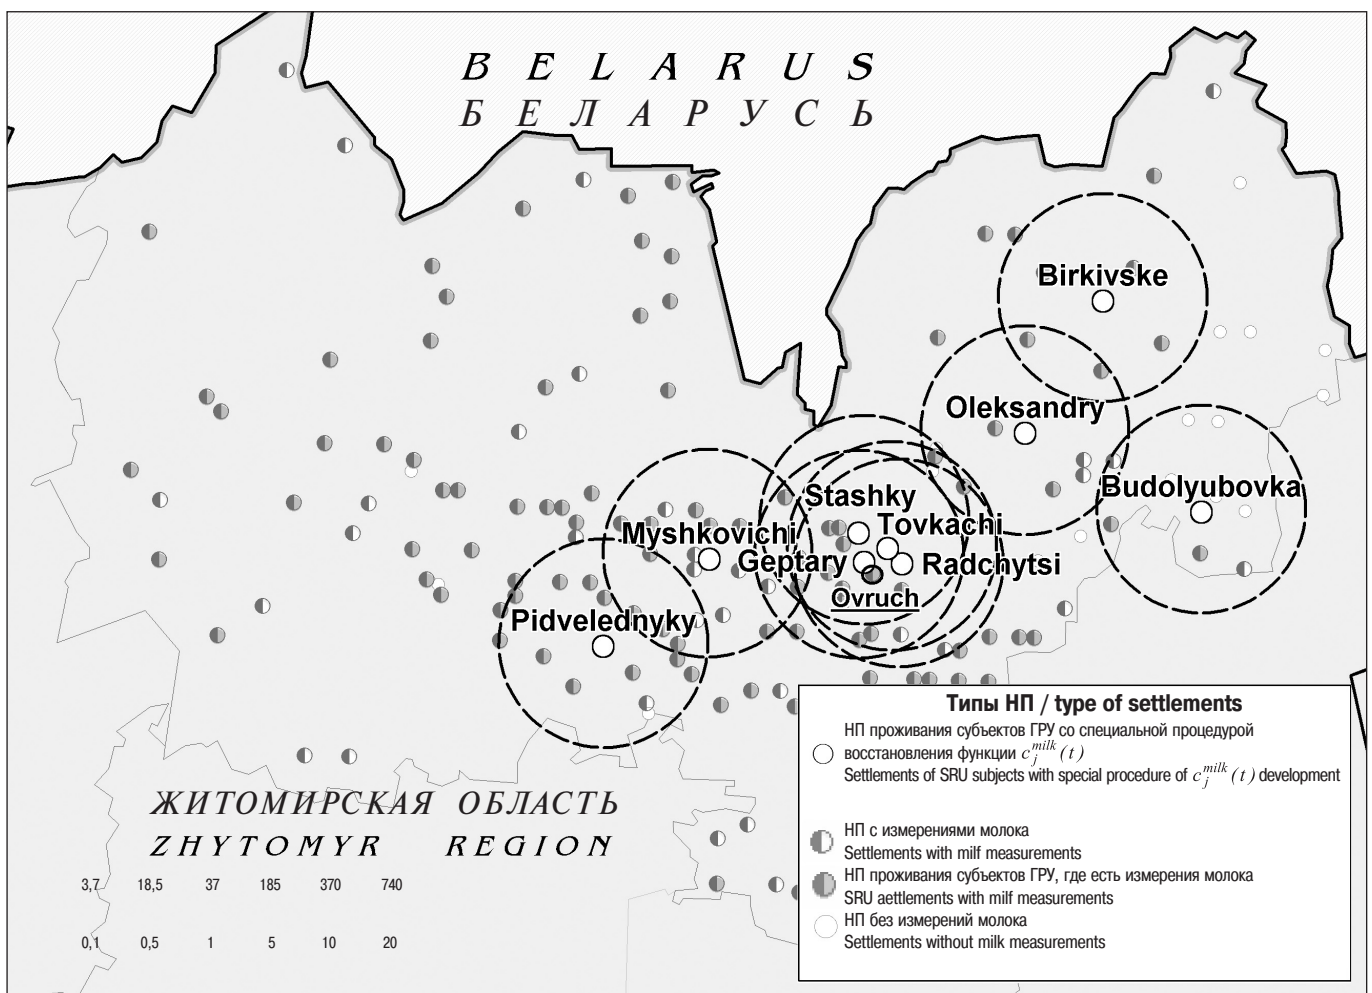 B E L A R U S
Б Е Л А Р У С Ь
Birkivske
Oleksandry
Budolyubovka
Stashky
Tovkachi
Myshkovichi
Geptary
Radchytsi
Ovruch
Pidvelednyky
ЖИТОМИРСКАЯ ОБЛАСТЬ
ZHYTOMYR REGION
3,7 18,5 37 185 370 740
0,1 0,5 1 5 10 20
Типы НП / type of settlements
НП проживания субъектов ГРУ со специальной процедурой
восстановления функции c_j^{milk}(t)
Settlements of SRU subjects with special procedure of c_j^{milk}(t) development
НП с измерениями молока
Settlements with milf measurements
НП проживания субъектов ГРУ, где есть измерения молока
SRU aettlements with milf measurements
НП без измерений молока
Settlements without milk measurements